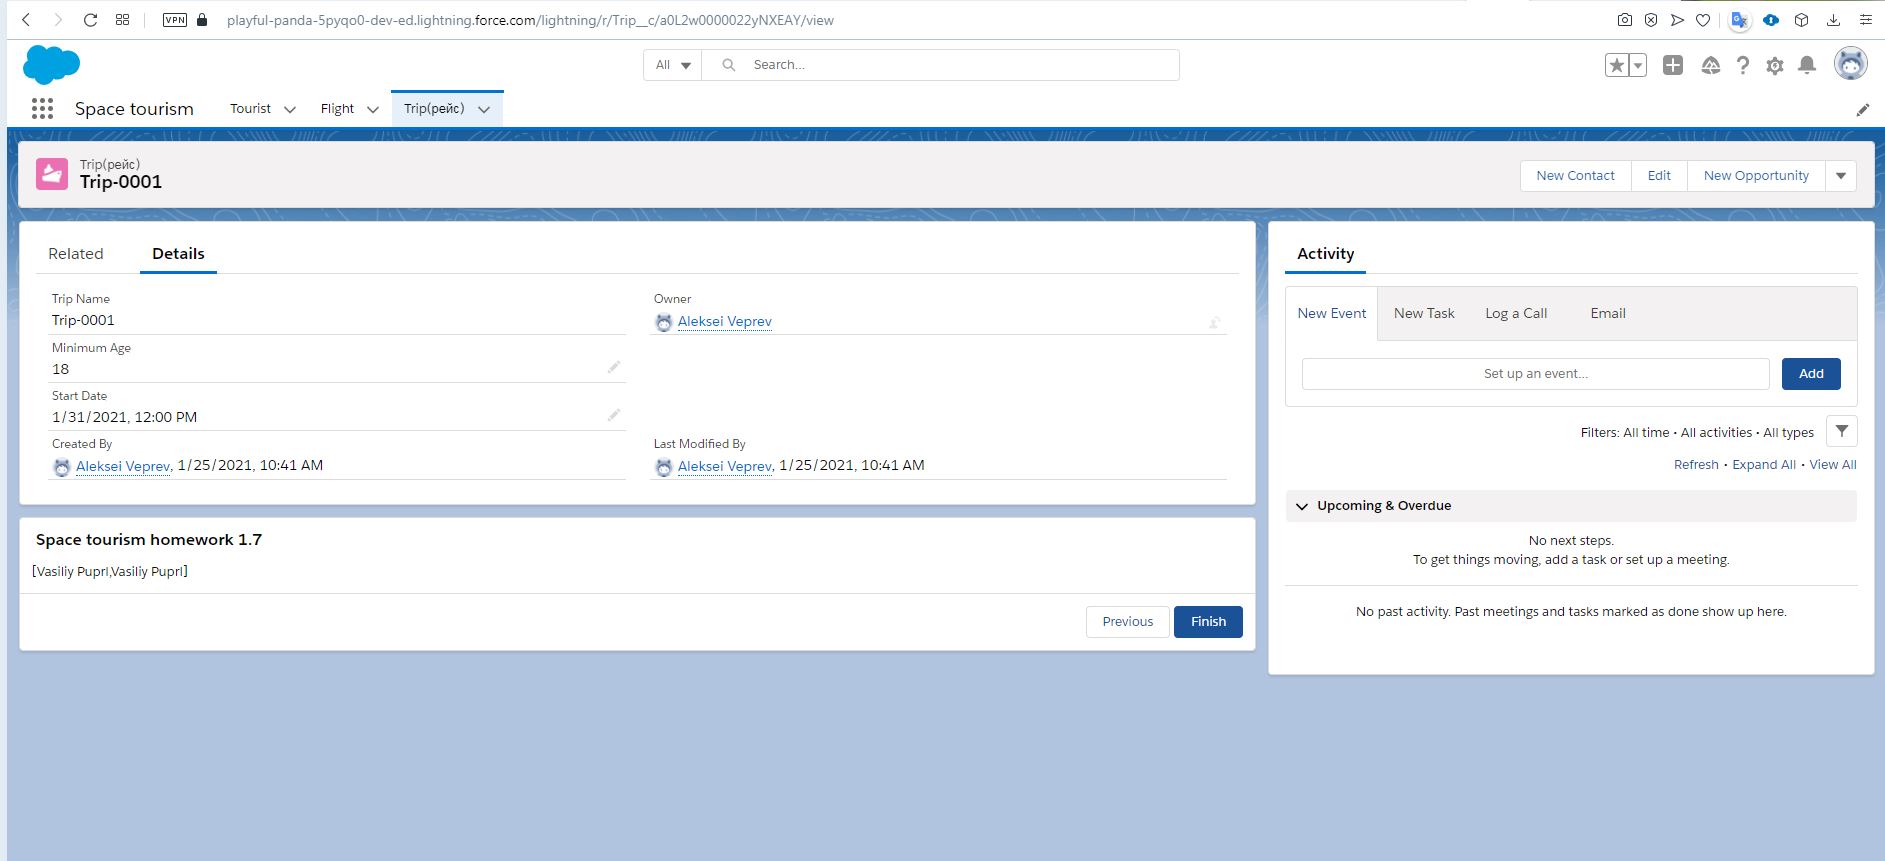 VPN playful-panda-5pyqo0-dev-ed.lightning.force.com/lightning/r/Trip__c/a0L2w0000022yNXEAY/view
All Search...
Space tourism Tourist Flight Trip(рейс)
Trip(рейс)
Trip-0001
New Contact Edit New Opportunity
Related Details
Trip Name
Trip-0001
Owner
Aleksei Veprev
Minimum Age
18
Start Date
1/31/2021, 12:00 PM
Created By
Aleksei Veprev, 1/25/2021, 10:41 AM
Last Modified By
Aleksei Veprev, 1/25/2021, 10:41 AM
Space tourism homework 1.7
[Vasiliy Puprl,Vasiliy Puprl]
Previous Finish
Activity
New Event New Task Log a Call Email
Set up an event... Add
Filters: All time • All activities • All types
Refresh • Expand All • View All
Upcoming & Overdue
No next steps.
To get things moving, add a task or set up a meeting.
No past activity. Past meetings and tasks marked as done show up here.